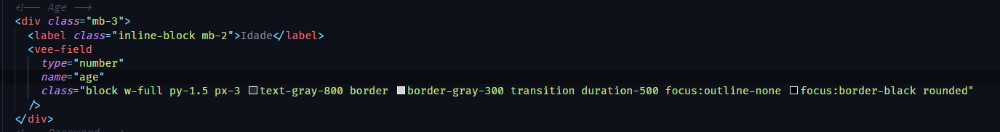 <!-- Age -->
<div class="mb-3">
<label class="inline-block mb-2">Idade</label>
<vee-field
type="number"
name="age"
class="block w-full py-1.5 px-3 text-gray-800 border border-gray-300 transition duration-500 focus:outline-none focus:border-black rounded"
/>
</div>
<!-- Password -->